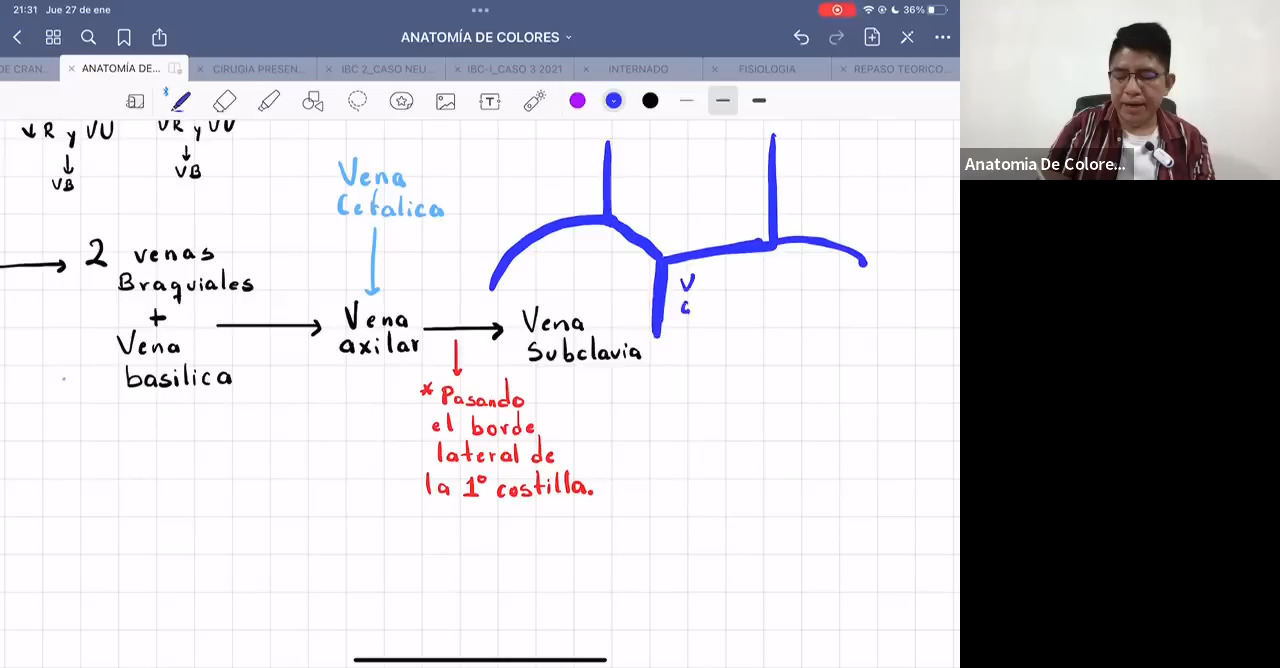 21:31 Jue 27 de ene
36%
ANATOMÍA DE COLORES
DE CRAN...
ANATOMÍA DE...
CIRUGIA PRESEN...
IBC 2_CASO NEU...
IBC-I_CASO 3 2021
INTERNADO
FISIOLOGIA
REPASO TEORICO...
VR y VU
VR y VU
VB
VB
Vena
Cefalica
2 venas
Braquiales
+
Vena
basilica
Vena
axilar
Vena
Subclavia
V
C
* Pasando
el borde
lateral de
la 1° costilla.
Anatomia De Colore...